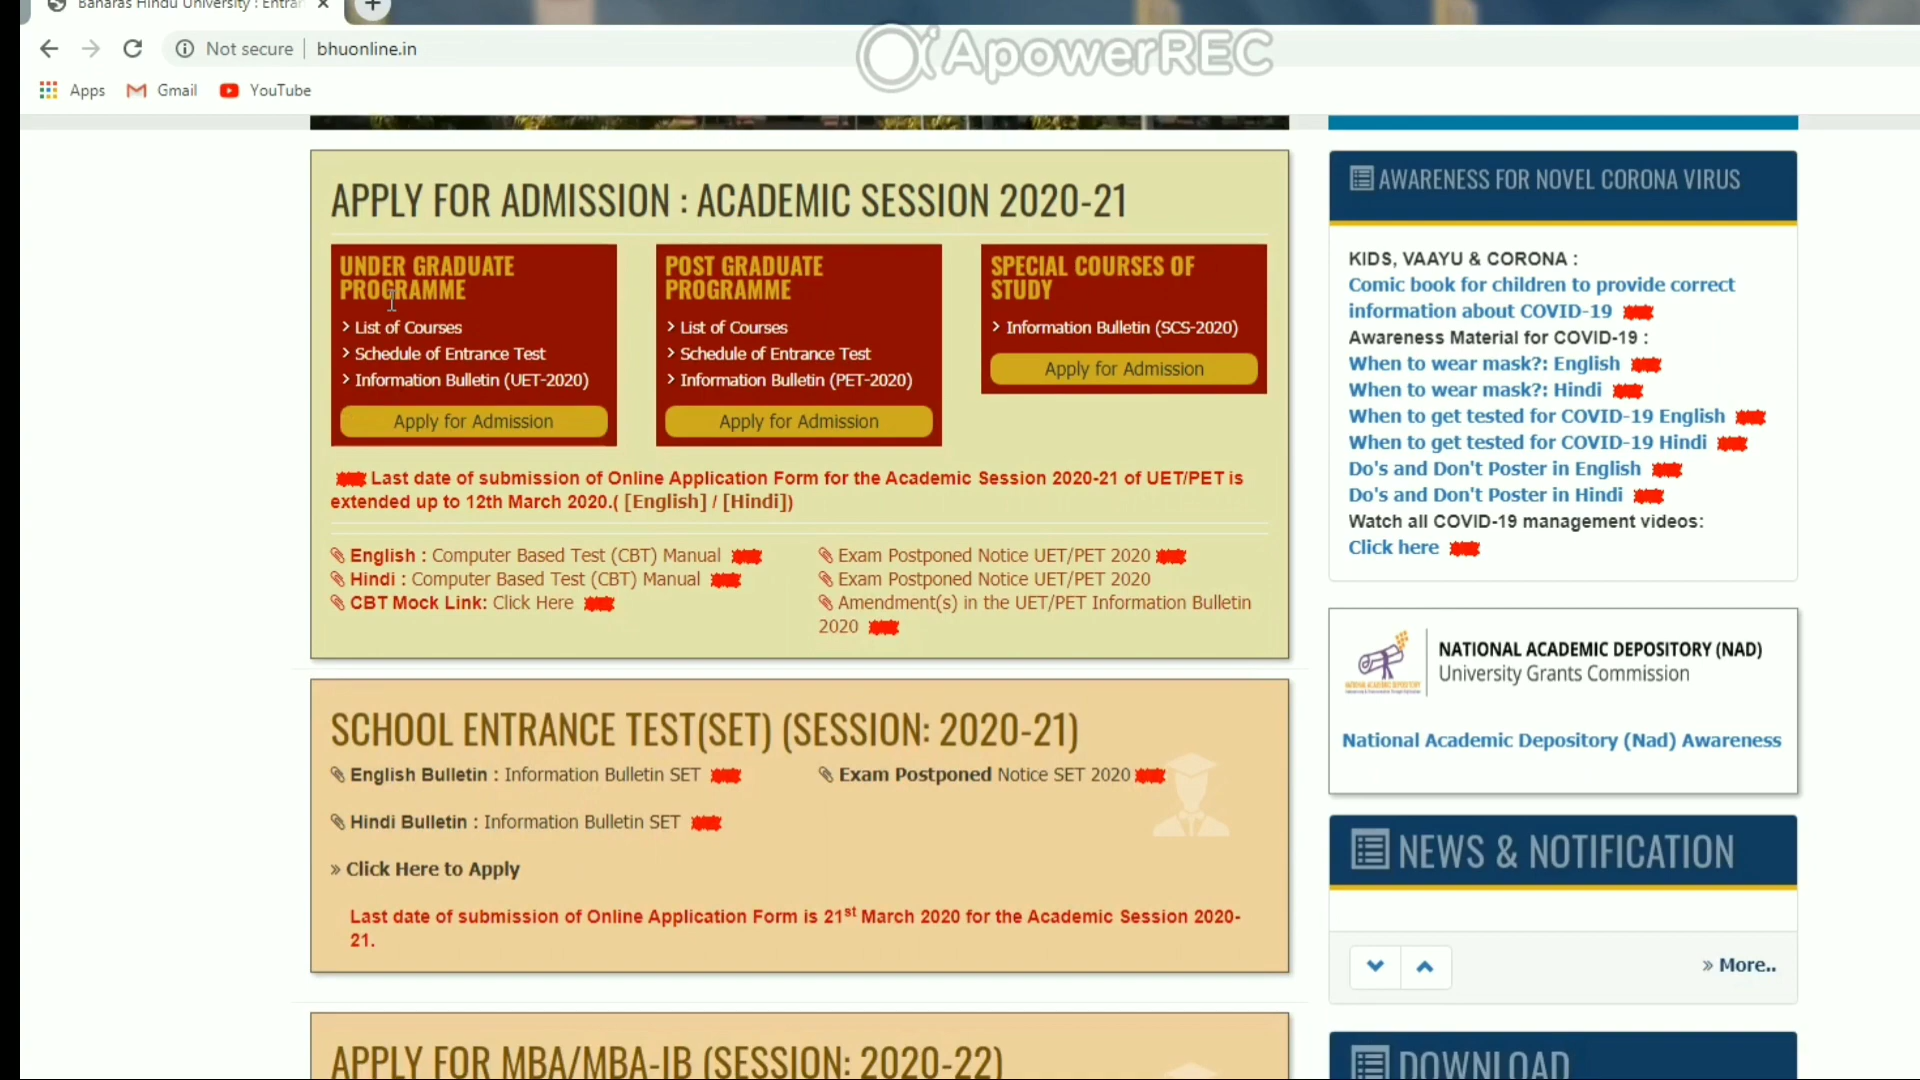 Banaras Hindu University : Entran
Not secure | bhuonline.in
ApowerREC
Apps Gmail YouTube
APPLY FOR ADMISSION : ACADEMIC SESSION 2020-21
UNDER GRADUATE
PROGRAMME
List of Courses
Schedule of Entrance Test
Information Bulletin (UET-2020)
Apply for Admission
POST GRADUATE
PROGRAMME
List of Courses
Schedule of Entrance Test
Information Bulletin (PET-2020)
Apply for Admission
SPECIAL COURSES OF
STUDY
Information Bulletin (SCS-2020)
Apply for Admission
Last date of submission of Online Application Form for the Academic Session 2020-21 of UET/PET is
extended up to 12th March 2020.( [English] / [Hindi])
English : Computer Based Test (CBT) Manual
Hindi : Computer Based Test (CBT) Manual
CBT Mock Link: Click Here
Exam Postponed Notice UET/PET 2020
Exam Postponed Notice UET/PET 2020
Amendment(s) in the UET/PET Information Bulletin
2020
SCHOOL ENTRANCE TEST(SET) (SESSION: 2020-21)
English Bulletin : Information Bulletin SET
Exam Postponed Notice SET 2020
Hindi Bulletin : Information Bulletin SET
» Click Here to Apply
Last date of submission of Online Application Form is 21st March 2020 for the Academic Session 2020-
21.
APPLY FOR MBA/MBA-IB (SESSION: 2020-22)
AWARENESS FOR NOVEL CORONA VIRUS
KIDS, VAAYU & CORONA :
Comic book for children to provide correct
information about COVID-19
Awareness Material for COVID-19 :
When to wear mask?: English
When to wear mask?: Hindi
When to get tested for COVID-19 English
When to get tested for COVID-19 Hindi
Do's and Don't Poster in English
Do's and Don't Poster in Hindi
Watch all COVID-19 management videos:
Click here
NATIONAL ACADEMIC DEPOSITORY (NAD)
University Grants Commission
National Academic Depository (Nad) Awareness
NEWS & NOTIFICATION
» More..
DOWNLOAD